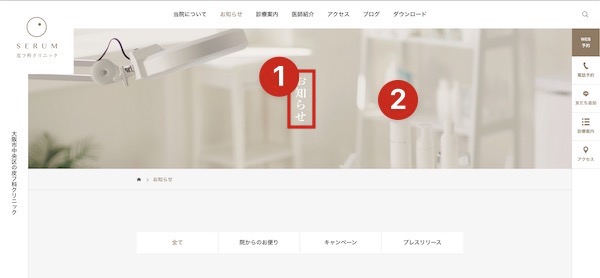 SERUM
皮フ科クリニック
当院について お知らせ 診療案内 医師紹介 アクセス ブログ ダウンロード
WEB
予約
電話予約
友だち追加
診療案内
アクセス
1
お知らせ
2
大阪市中央区の皮フ科クリニック
お知らせ
全て 院からのお便り キャンペーン プレスリリース